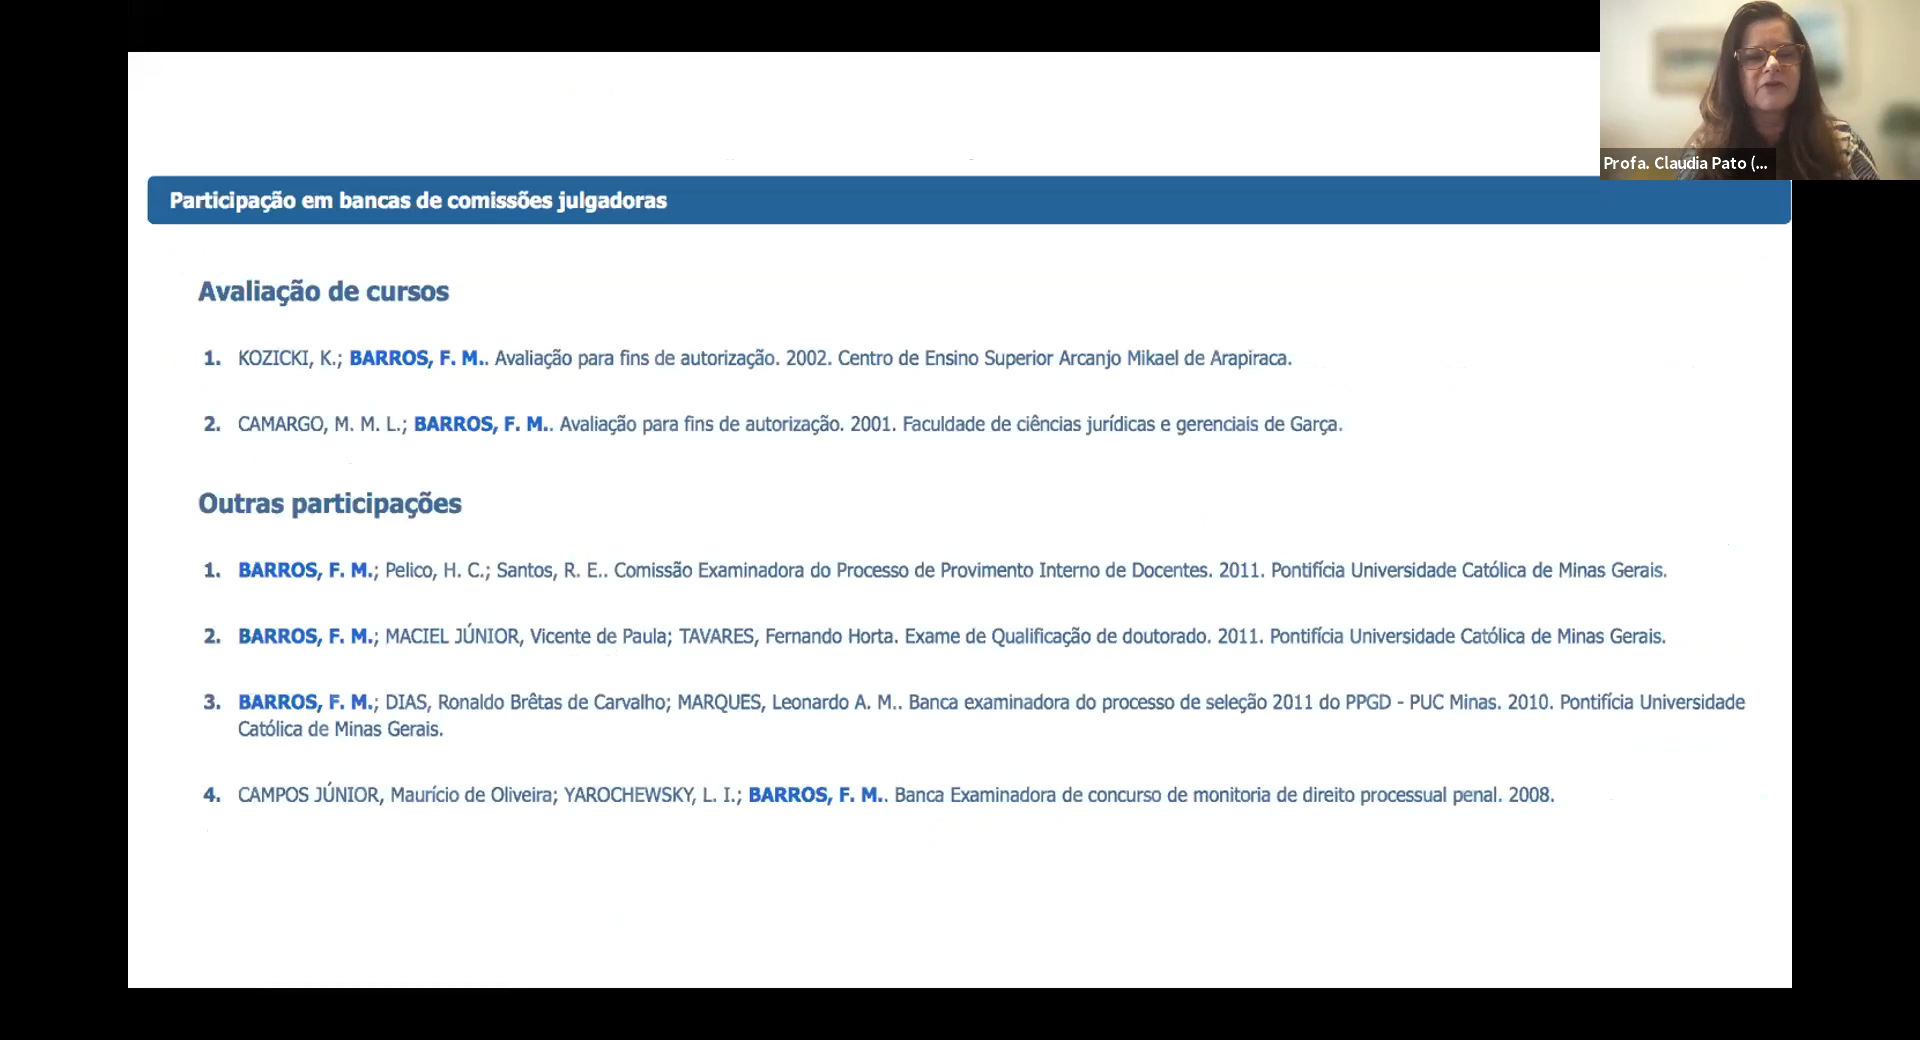 Profa. Claudia Pato (...
Participação em bancas de comissões julgadoras
Avaliação de cursos
1. KOZICKI, K.; BARROS, F. M.. Avaliação para fins de autorização. 2002. Centro de Ensino Superior Arcanjo Mikael de Arapiraca.
2. CAMARGO, M. M. L.; BARROS, F. M.. Avaliação para fins de autorização. 2001. Faculdade de ciências jurídicas e gerenciais de Garça.
Outras participações
1. BARROS, F. M.; Pelico, H. C.; Santos, R. E.. Comissão Examinadora do Processo de Provimento Interno de Docentes. 2011. Pontifícia Universidade Católica de Minas Gerais.
2. BARROS, F. M.; MACIEL JÚNIOR, Vicente de Paula; TAVARES, Fernando Horta. Exame de Qualificação de doutorado. 2011. Pontifícia Universidade Católica de Minas Gerais.
3. BARROS, F. M.; DIAS, Ronaldo Brêtas de Carvalho; MARQUES, Leonardo A. M.. Banca examinadora do processo de seleção 2011 do PPGD - PUC Minas. 2010. Pontifícia Universidade
Católica de Minas Gerais.
4. CAMPOS JÚNIOR, Maurício de Oliveira; YAROCHEWSKY, L. I.; BARROS, F. M.. Banca Examinadora de concurso de monitoria de direito processual penal. 2008.